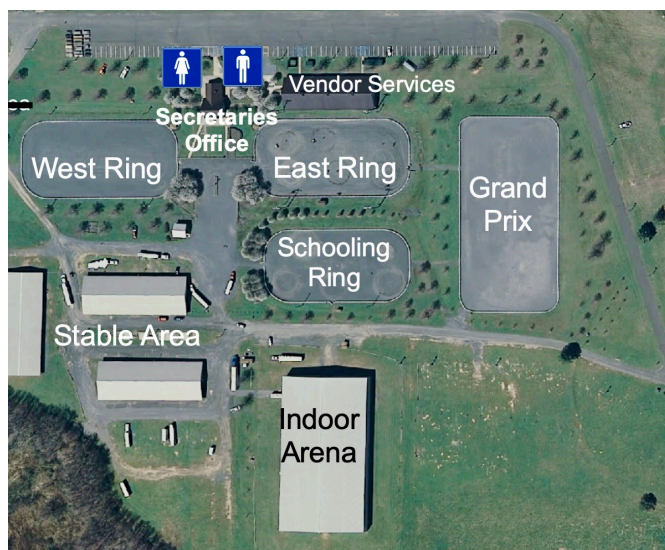 Vendor Services
Secretaries
Office
West Ring
East Ring
Grand
Prix
Schooling
Ring
Stable Area
Indoor
Arena